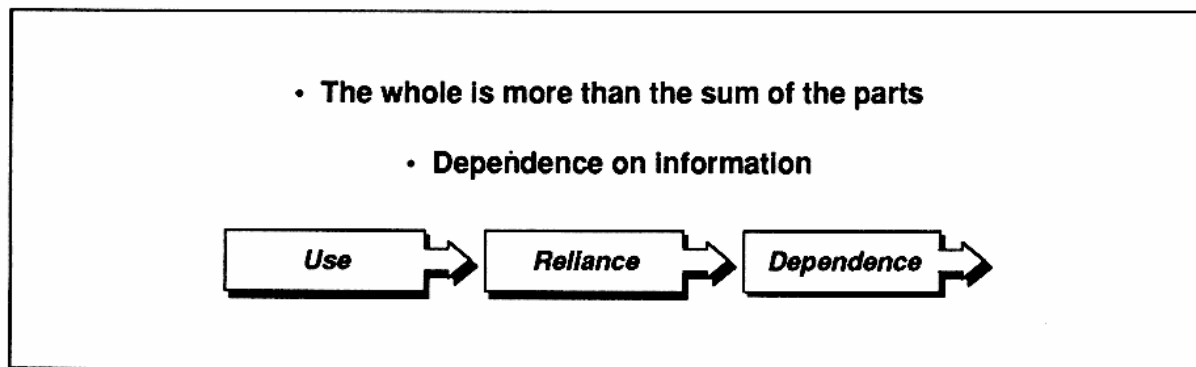 • The whole is more than the sum of the parts
• Dependence on information
Use Reliance Dependence